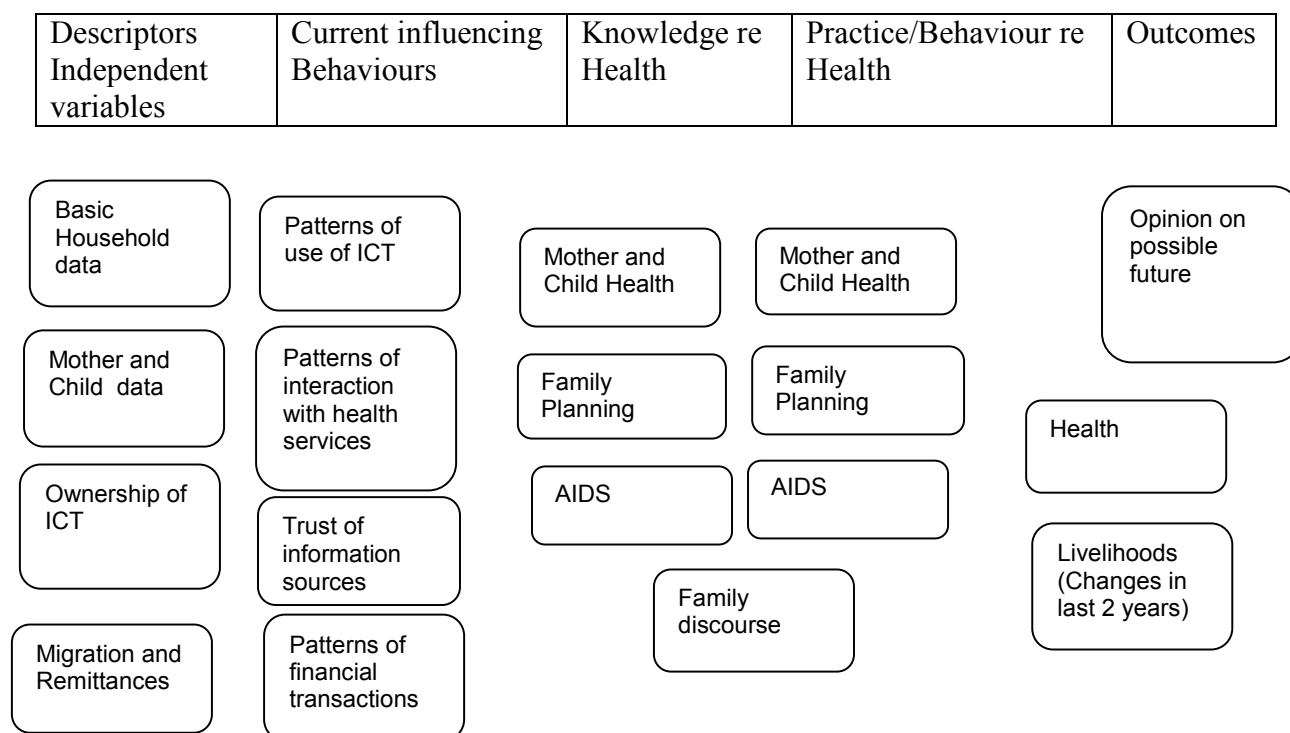 Descriptors
Independent
variables
Current influencing
Behaviours
Knowledge re
Health
Practice/Behaviour re
Health
Outcomes
Basic
Household
data
Mother and
Child data
Ownership of
ICT
Migration and
Remittances
Patterns of
use of ICT
Patterns of
interaction
with health
services
Trust of
information
sources
Patterns of
financial
transactions
Mother and
Child Health
Family
Planning
AIDS
Mother and
Child Health
Family
Planning
AIDS
Family
discourse
Opinion on
possible
future
Health
Livelihoods
(Changes in
last 2 years)